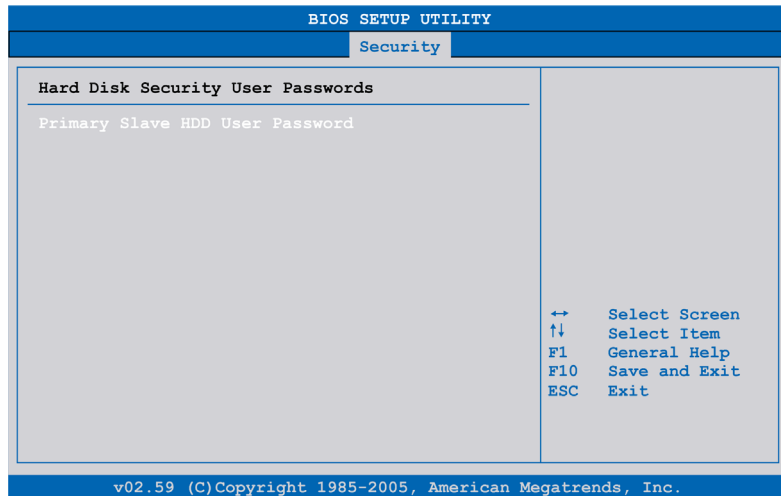 BIOS SETUP UTILITY
Security
Hard Disk Security User Passwords
Primary Slave HDD User Password
↔ Select Screen
↑↓ Select Item
F1 General Help
F10 Save and Exit
ESC Exit
v02.59 (C)Copyright 1985-2005, American Megatrends, Inc.